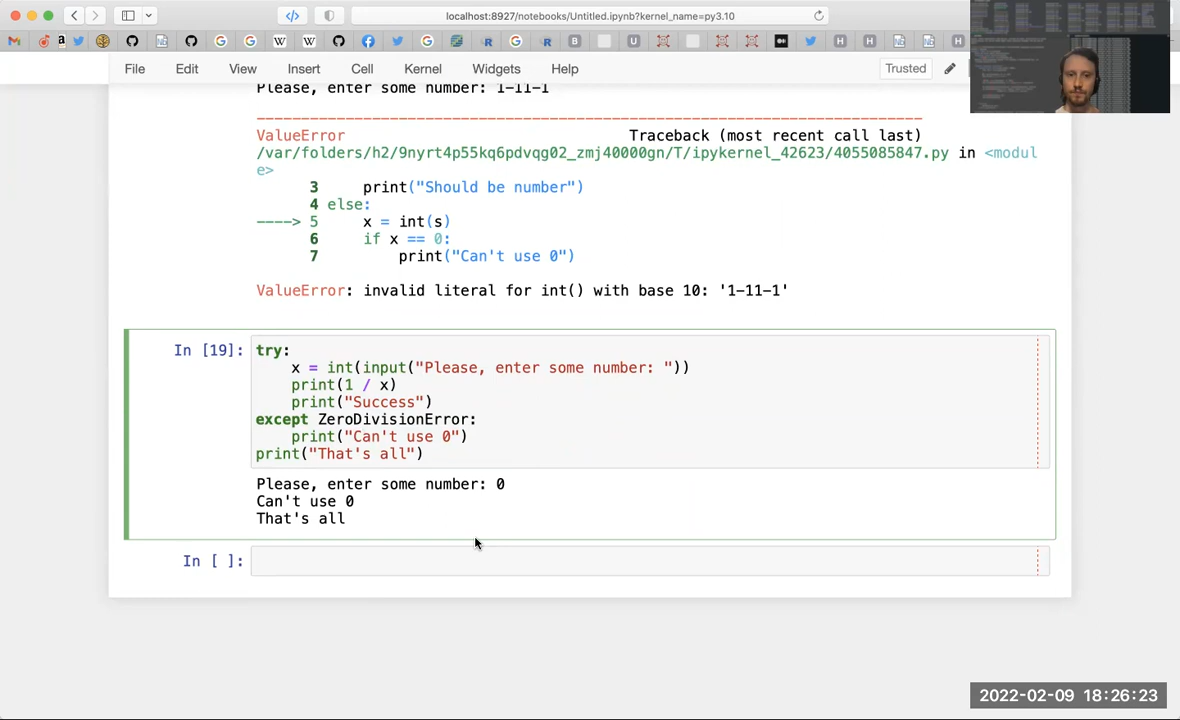 localhost:8927/notebooks/Untitled.ipynb?kernel_name=py3.10
File Edit View Insert Cell Kernel Widgets Help Trusted
Please, enter some number: 1-11-1
---------------------------------------------------------------------------
ValueError Traceback (most recent call last)
/var/folders/h2/9nyrt4p55kq6pdvqg02_zmj40000gn/T/ipykernel_42623/4055085847.py in <modul
e>
3 print("Should be number")
4 else:
----> 5 x = int(s)
6 if x == 0:
7 print("Can't use 0")
ValueError: invalid literal for int() with base 10: '1-11-1'
In [19]: try:
x = int(input("Please, enter some number: "))
print(1 / x)
print("Success")
except ZeroDivisionError:
print("Can't use 0")
print("That's all")
Please, enter some number: 0
Can't use 0
That's all
In [ ]:
2022-02-09 18:26:23